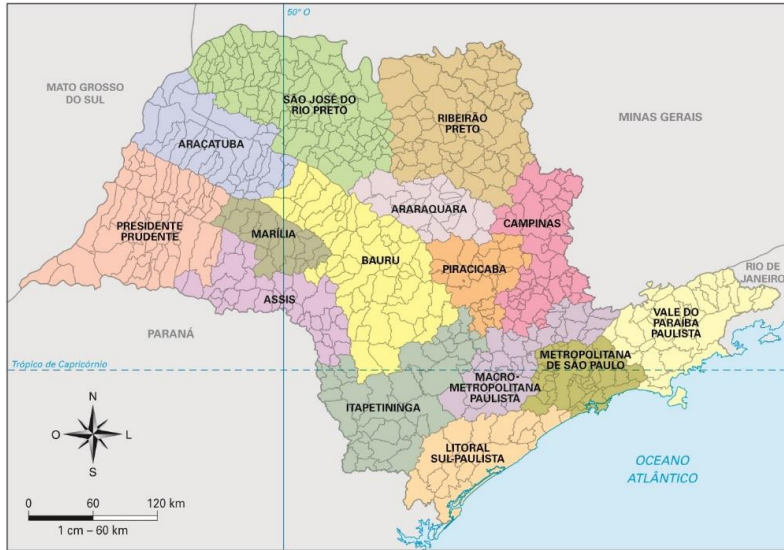 50° O
MATO GROSSO
DO SUL
SÃO JOSÉ DO
RIO PRETO
RIBEIRÃO
PRETO
MINAS GERAIS
ARAÇATUBA
ARARAQUARA
CAMPINAS
PRESIDENTE
PRUDENTE
MARÍLIA
BAURU
PIRACICABA
RIO DE
JANEIRO
ASSIS
VALE DO
PARAÍBA
PAULISTA
PARANÁ
METROPOLITANA
DE SÃO PAULO
Trópico de Capricórnio
MACRO-
METROPOLITANA
PAULISTA
ITAPETININGA
LITORAL
SUL-PAULISTA
OCEANO
ATLÂNTICO
N
O L
S
0 60 120 km
1 cm – 60 km